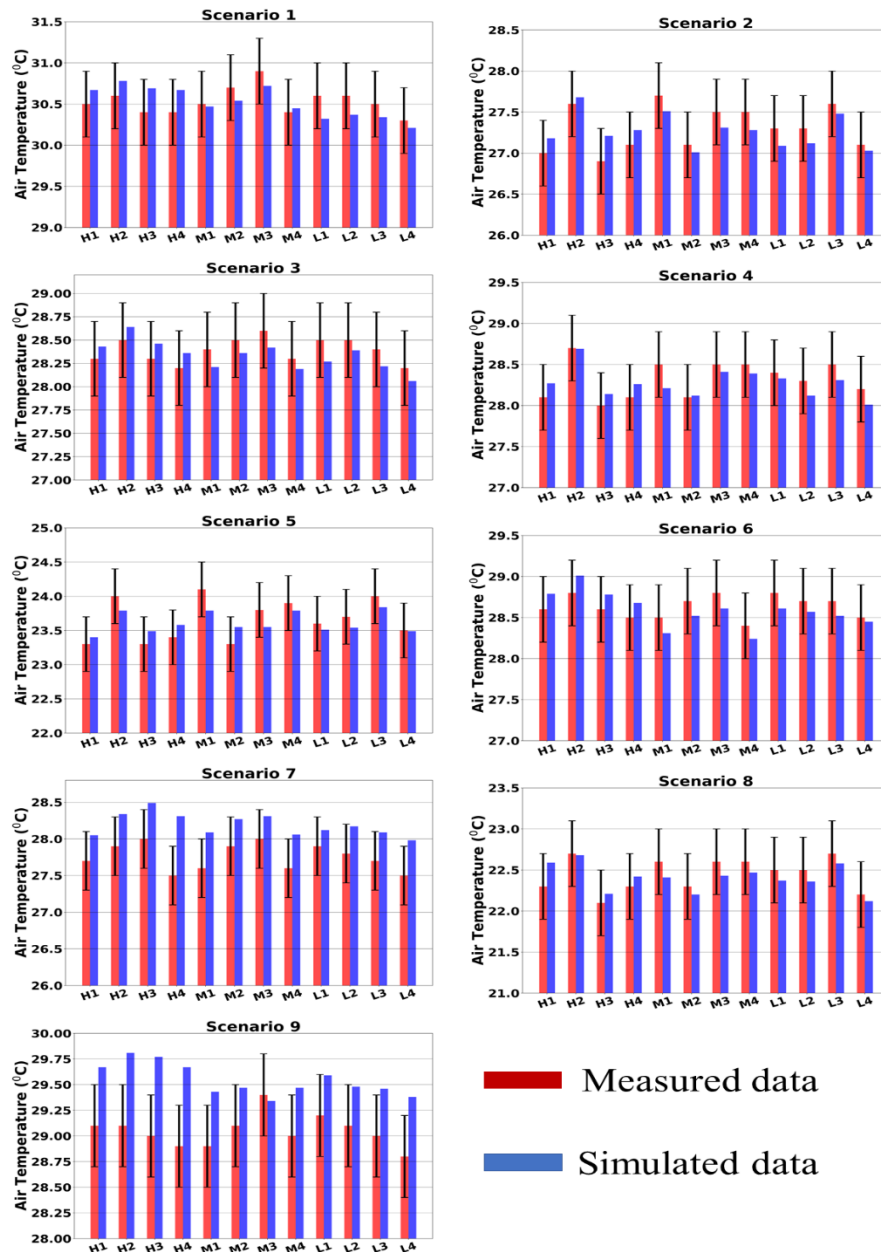 Scenario 1
Air Temperature (⁰C)
31.5
31.0
30.5
30.0
29.5
29.0
H1 H2 H3 H4 M1 M2 M3 M4 L1 L2 L3 L4
Scenario 2
Air Temperature (⁰C)
28.5
28.0
27.5
27.0
26.5
26.0
H1 H2 H3 H4 M1 M2 M3 M4 L1 L2 L3 L4
Scenario 3
Air Temperature (⁰C)
29.00
28.75
28.50
28.25
28.00
27.75
27.50
27.25
27.00
H1 H2 H3 H4 M1 M2 M3 M4 L1 L2 L3 L4
Scenario 4
Air Temperature (⁰C)
29.5
29.0
28.5
28.0
27.5
27.0
H1 H2 H3 H4 M1 M2 M3 M4 L1 L2 L3 L4
Scenario 5
Air Temperature (⁰C)
25.0
24.5
24.0
23.5
23.0
22.5
22.0
H1 H2 H3 H4 M1 M2 M3 M4 L1 L2 L3 L4
Scenario 6
Air Temperature (⁰C)
29.5
29.0
28.5
28.0
27.5
27.0
H1 H2 H3 H4 M1 M2 M3 M4 L1 L2 L3 L4
Scenario 7
Air Temperature (⁰C)
28.5
28.0
27.5
27.0
26.5
26.0
H1 H2 H3 H4 M1 M2 M3 M4 L1 L2 L3 L4
Scenario 8
Air Temperature (⁰C)
23.5
23.0
22.5
22.0
21.5
21.0
H1 H2 H3 H4 M1 M2 M3 M4 L1 L2 L3 L4
Scenario 9
Air Temperature (⁰C)
30.00
29.75
29.50
29.25
29.00
28.75
28.50
28.25
28.00
H1 H2 H3 H4 M1 M2 M3 M4 L1 L2 L3 L4
Measured data
Simulated data